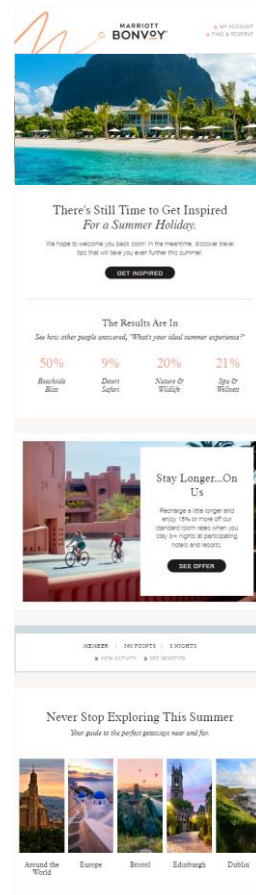 MARRIOTT
BONVOY
MY ACCOUNT
FIND & RESERVE
There's Still Time to Get Inspired
For a Summer Holiday.
We hope to welcome you back soon! In the meantime, discover travel
tips that will take you even further this summer.
GET INSPIRED
The Results Are In
See how other people answered, "What's your ideal summer experience?"
50% 9% 20% 21%
Beachside Desert Nature & Spa &
Bliss Safari Wildlife Wellness
Stay Longer...On
Us
Recharge a little longer and
enjoy 15% or more off our
standard room rates when you
stay 3+ nights at participating
hotels and resorts.
SEE OFFER
MEMBER | POINTS | NIGHTS
VIEW ACTIVITY SEE BENEFITS
Never Stop Exploring This Summer
Your guide to the perfect getaways near and far.
Around the Europe Bristol Edinburgh Dublin
World